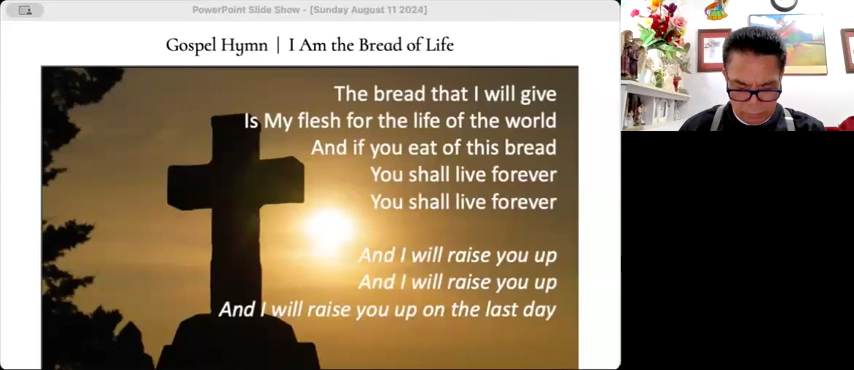 PowerPoint Slide Show - [Sunday August 11 2024]
Gospel Hymn | I Am the Bread of Life
The bread that I will give
Is My flesh for the life of the world
And if you eat of this bread
You shall live forever
You shall live forever
And I will raise you up
And I will raise you up
And I will raise you up on the last day